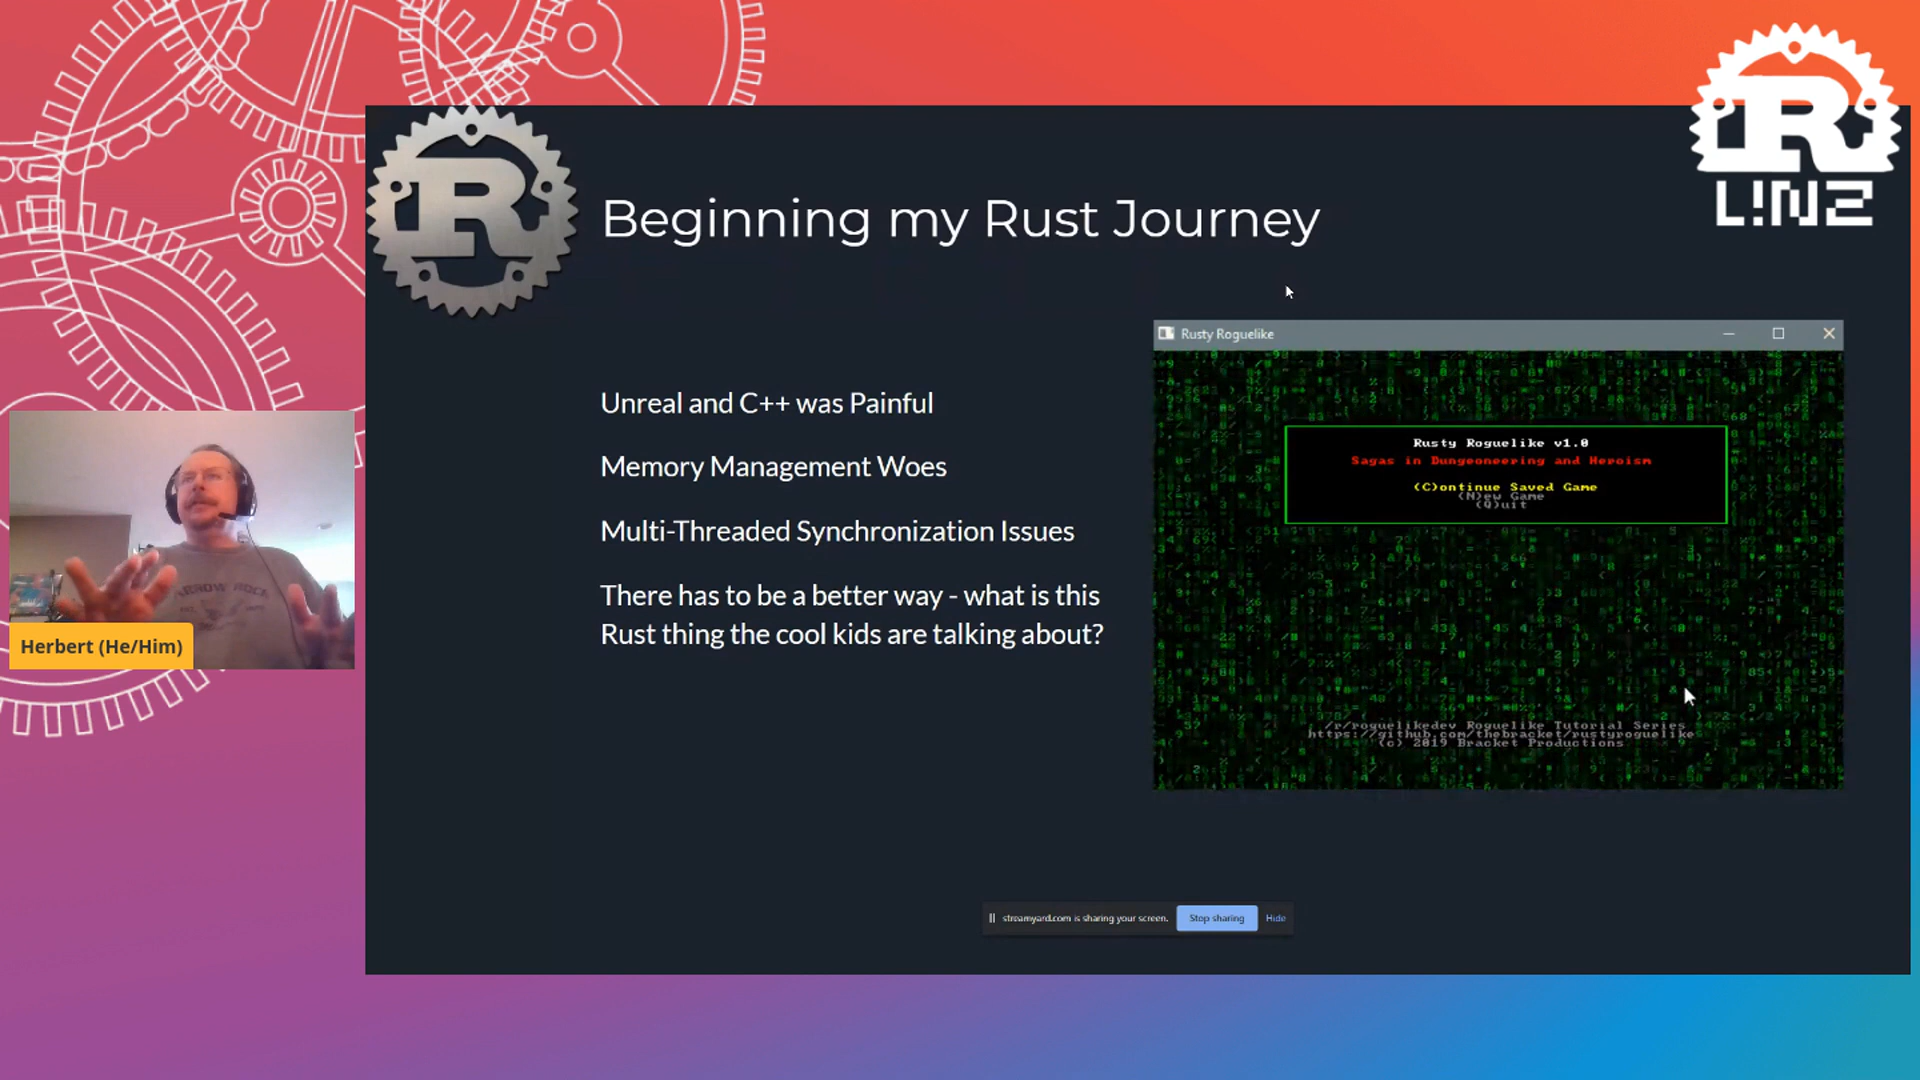 R
L!NZ
R
Beginning my Rust Journey
Unreal and C++ was Painful
Memory Management Woes
Multi-Threaded Synchronization Issues
There has to be a better way - what is this
Rust thing the cool kids are talking about?
Rusty Roguelike
Rusty Roguelike v1.0
Sagas in Dungeoneering and Heroism
(C)ontinue Saved Game
(N)ew Game
(Q)uit
/r/roguelikedev Roguelike Tutorial Series
https://github.com/thebracket/rustyroguelike
(c) 2019 Bracket Productions
Herbert (He/Him)
streamyard.com is sharing your screen.
Stop sharing
Hide